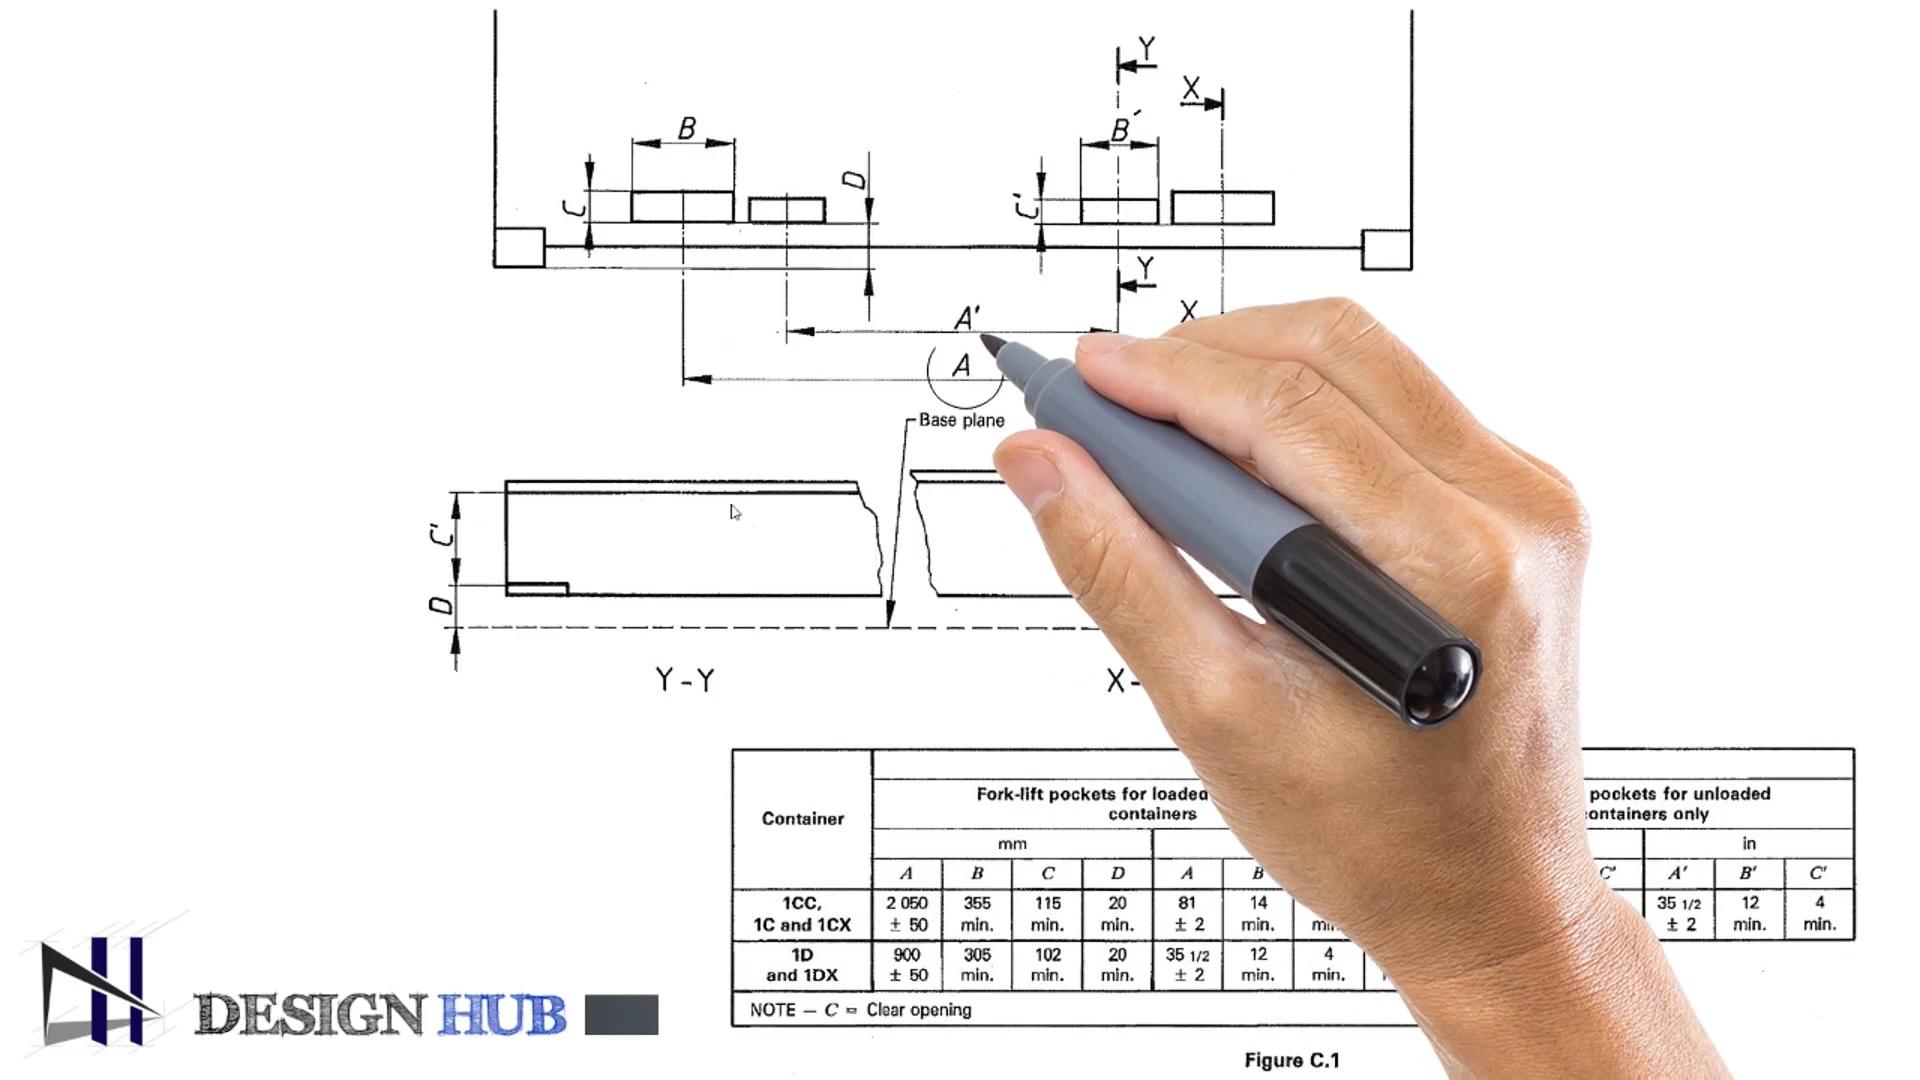 Y
X
B
B´
D
C
C'
Y
X
A'
A
Base plane
C'
D
Y-Y
X-
Container
Fork-lift pockets for loaded
containers
pockets for unloaded
containers only
mm
in
A B C D A B C' A' B' C'
1CC,
1C and 1CX
2 050
± 50
355
min.
115
min.
20
min.
81
± 2
14
min.
35 1/2
± 2
12
min.
4
min.
1D
and 1DX
900
± 50
305
min.
102
min.
20
min.
35 1/2
± 2
12
min.
4
min.
NOTE – C = Clear opening
Figure C.1
DESIGN HUB